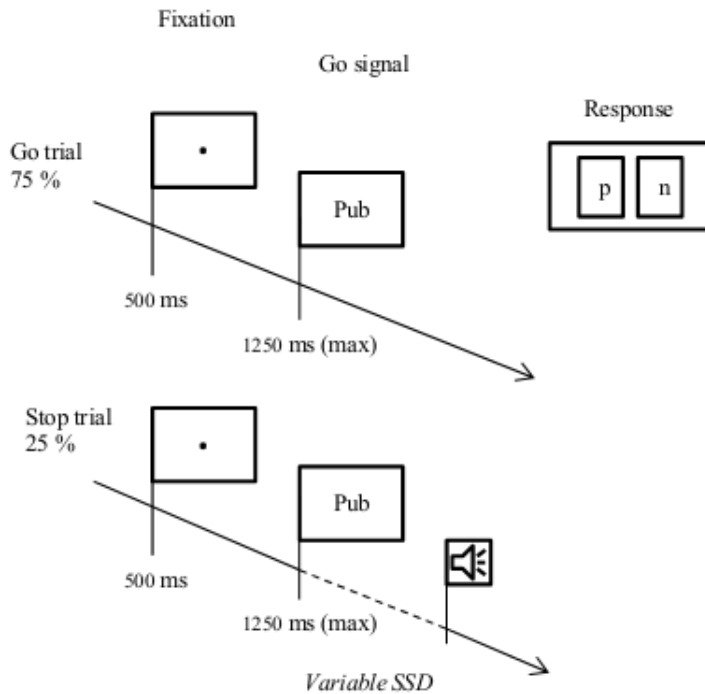 Fixation
Go signal
Response
Go trial
75 %
p n
Pub
500 ms
1250 ms (max)
Stop trial
25 %
Pub
500 ms
1250 ms (max)
Variable SSD